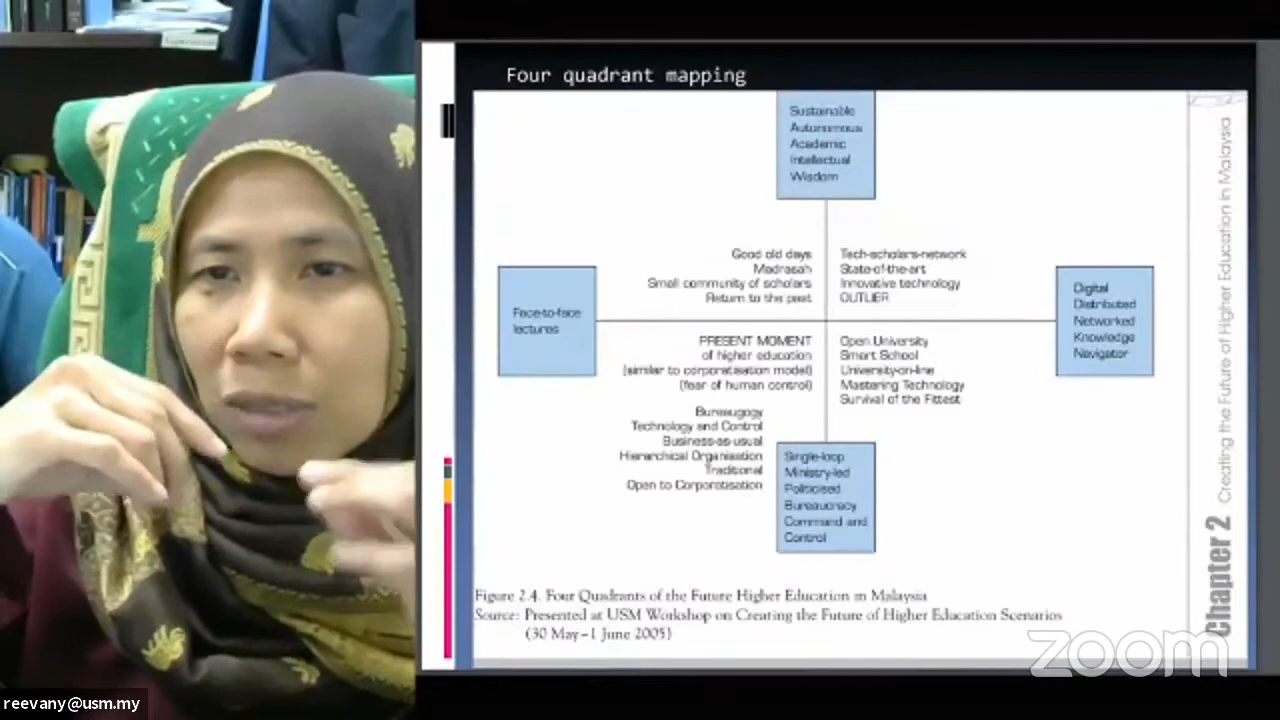 Four quadrant mapping
Sustainable
Autonomous
Academic
Intellectual
Wisdom
Good old days
Madrasah
Small community of scholars
Return to the past
Tech-scholars-network
State-of-the-art
Innovative technology
OUTLIER
Face-to-face
lectures
Digital
Distributed
Networked
Knowledge
Navigator
PRESENT MOMENT
of higher education
(similar to corporatisation model)
(fear of human control)
Open University
Smart School
University-on-line
Mastering Technology
Survival of the Fittest
Bureaugogy
Technology and Control
Business-as-usual
Hierarchical Organisation
Traditional
Open to Corporatisation
Single-loop
Ministry-led
Politicised
Bureaucracy
Command and
Control
Figure 2.4. Four Quadrants of the Future Higher Education in Malaysia
Source: Presented at USM Workshop on Creating the Future of Higher Education Scenarios
(30 May–1 June 2005)
Chapter 2 Creating the Future of Higher Education in Malaysia
zoom
reevany@usm.my